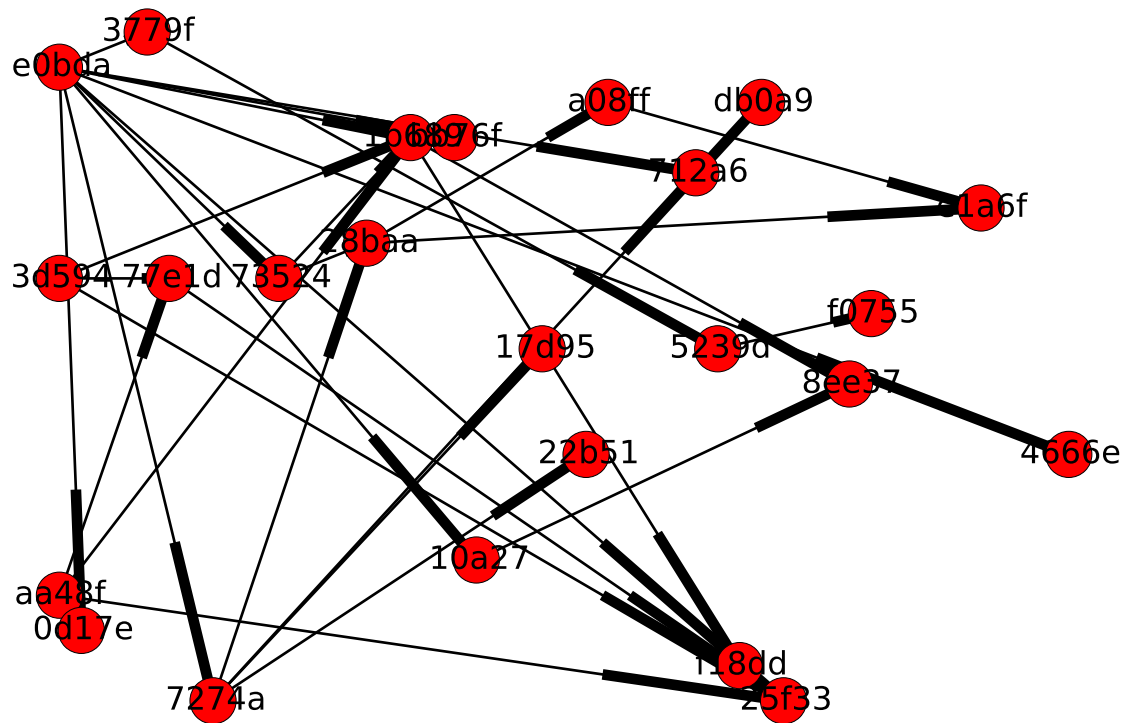 3779f
e0bda
a08ff
db0a9
712a6
28baa
3d594
77e1d
73524
f0755
17d95
5239d
8ee37
22b51
4666e
10a27
aa48f
0d17e
f18dd
7274a
25f33